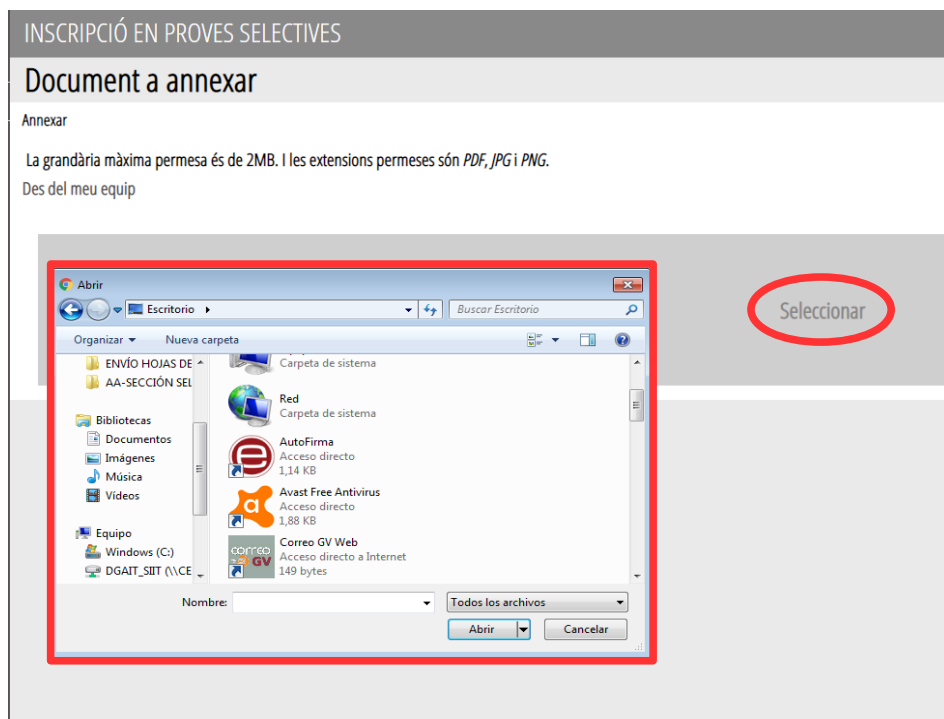 INSCRIPCIÓ EN PROVES SELECTIVES
Document a annexar
Annexar
La grandària màxima permesa és de 2MB. I les extensions permeses són PDF, JPG i PNG.
Des del meu equip
Seleccionar
Abrir
Escritorio
Buscar Escritorio
Organizar
Nueva carpeta
ENVÍO HOJAS DE
AA-SECCIÓN SEL
Bibliotecas
Documentos
Imágenes
Música
Vídeos
Equipo
Windows (C:)
DGAIT_SIIT (\\CE
Carpeta de sistema
Red
Carpeta de sistema
AutoFirma
Acceso directo
1,14 KB
Avast Free Antivirus
Acceso directo
1,88 KB
correo
GV
Correo GV Web
Acceso directo a Internet
149 bytes
Nombre:
Todos los archivos
Abrir
Cancelar